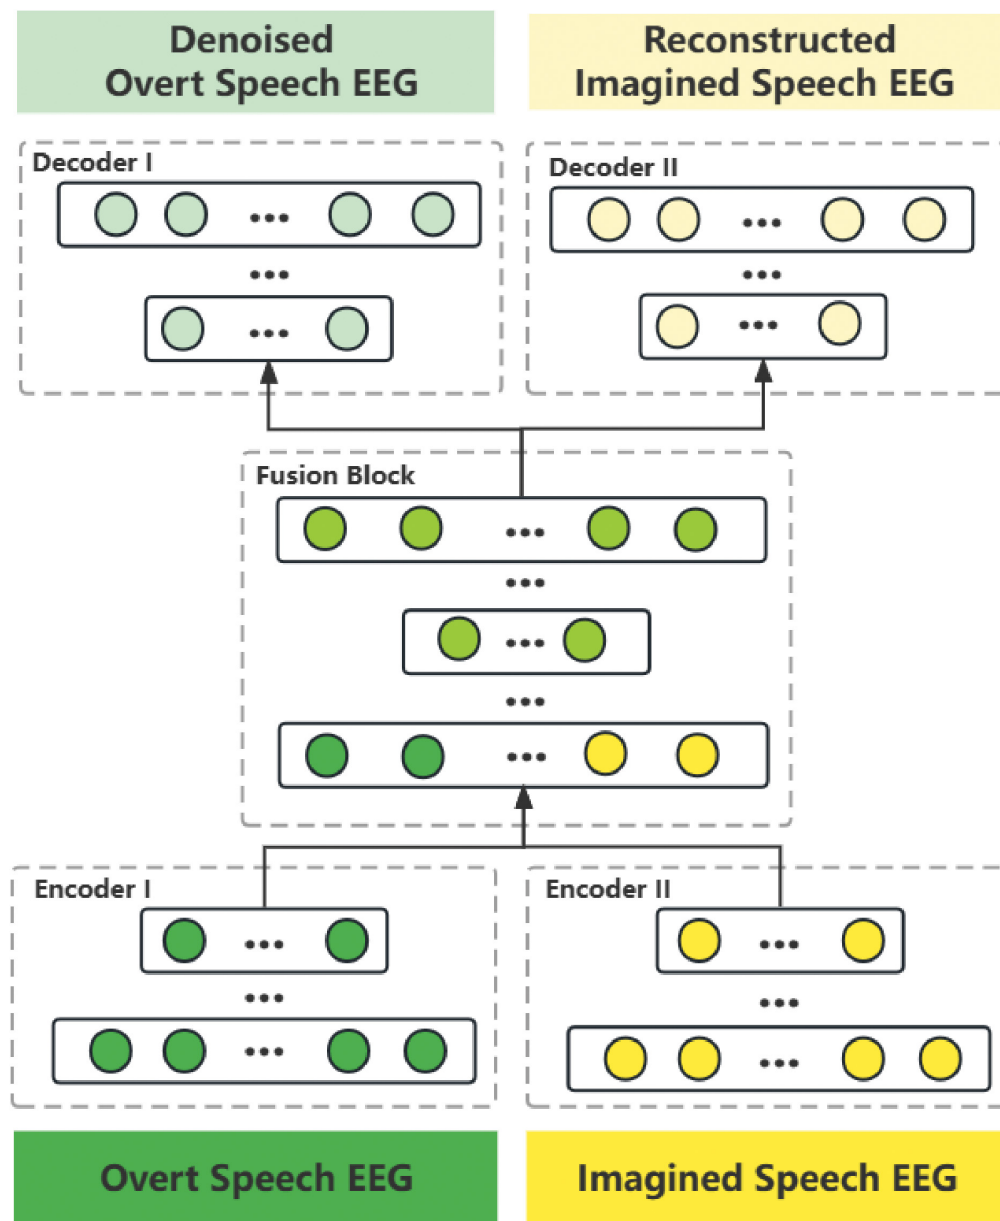 Denoised
Overt Speech EEG
Reconstructed
Imagined Speech EEG
Decoder I
Decoder II
Fusion Block
Encoder I
Encoder II
Overt Speech EEG
Imagined Speech EEG